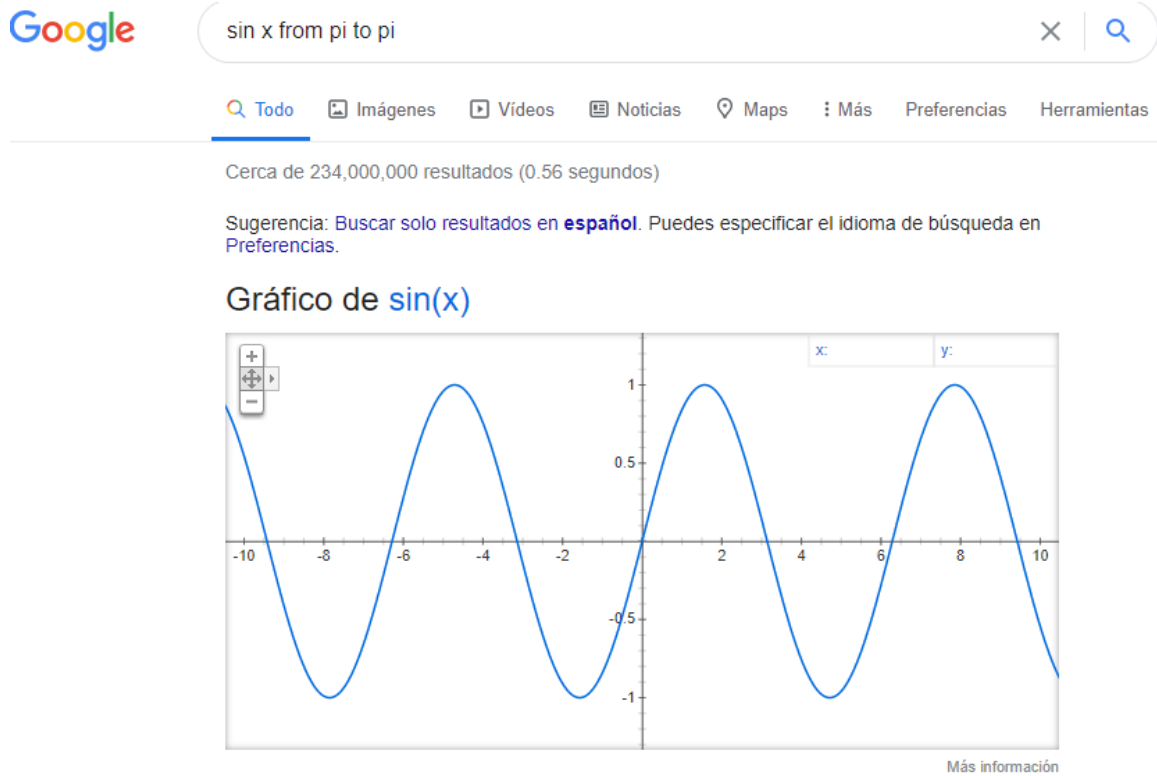 Google
sin x from pi to pi
Todo Imágenes Vídeos Noticias Maps Más Preferencias Herramientas
Cerca de 234,000,000 resultados (0.56 segundos)
Sugerencia: Buscar solo resultados en español. Puedes especificar el idioma de búsqueda en
Preferencias.
Gráfico de sin(x)
x: y:
1
0.5
-10 -8 -6 -4 -2 2 4 6 8 10
-0.5
-1
Más información